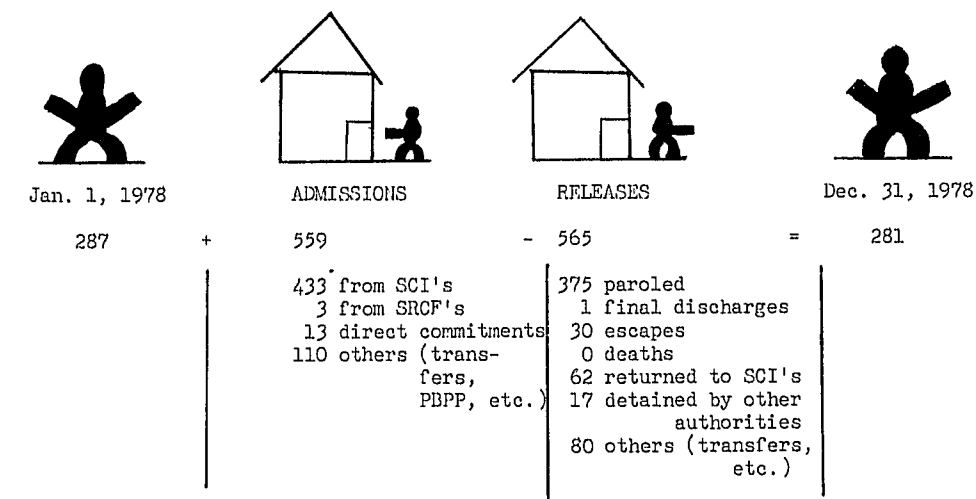 Jan. 1, 1978
ADMISSIONS
RELEASES
Dec. 31, 1978
287 + 559 - 565 = 281
433 from SCI's
3 from SRCF's
13 direct commitments
110 others (trans-
fers,
PBPP, etc.)
375 paroled
1 final discharges
30 escapes
0 deaths
62 returned to SCI's
17 detained by other
authorities
80 others (transfers,
etc.)